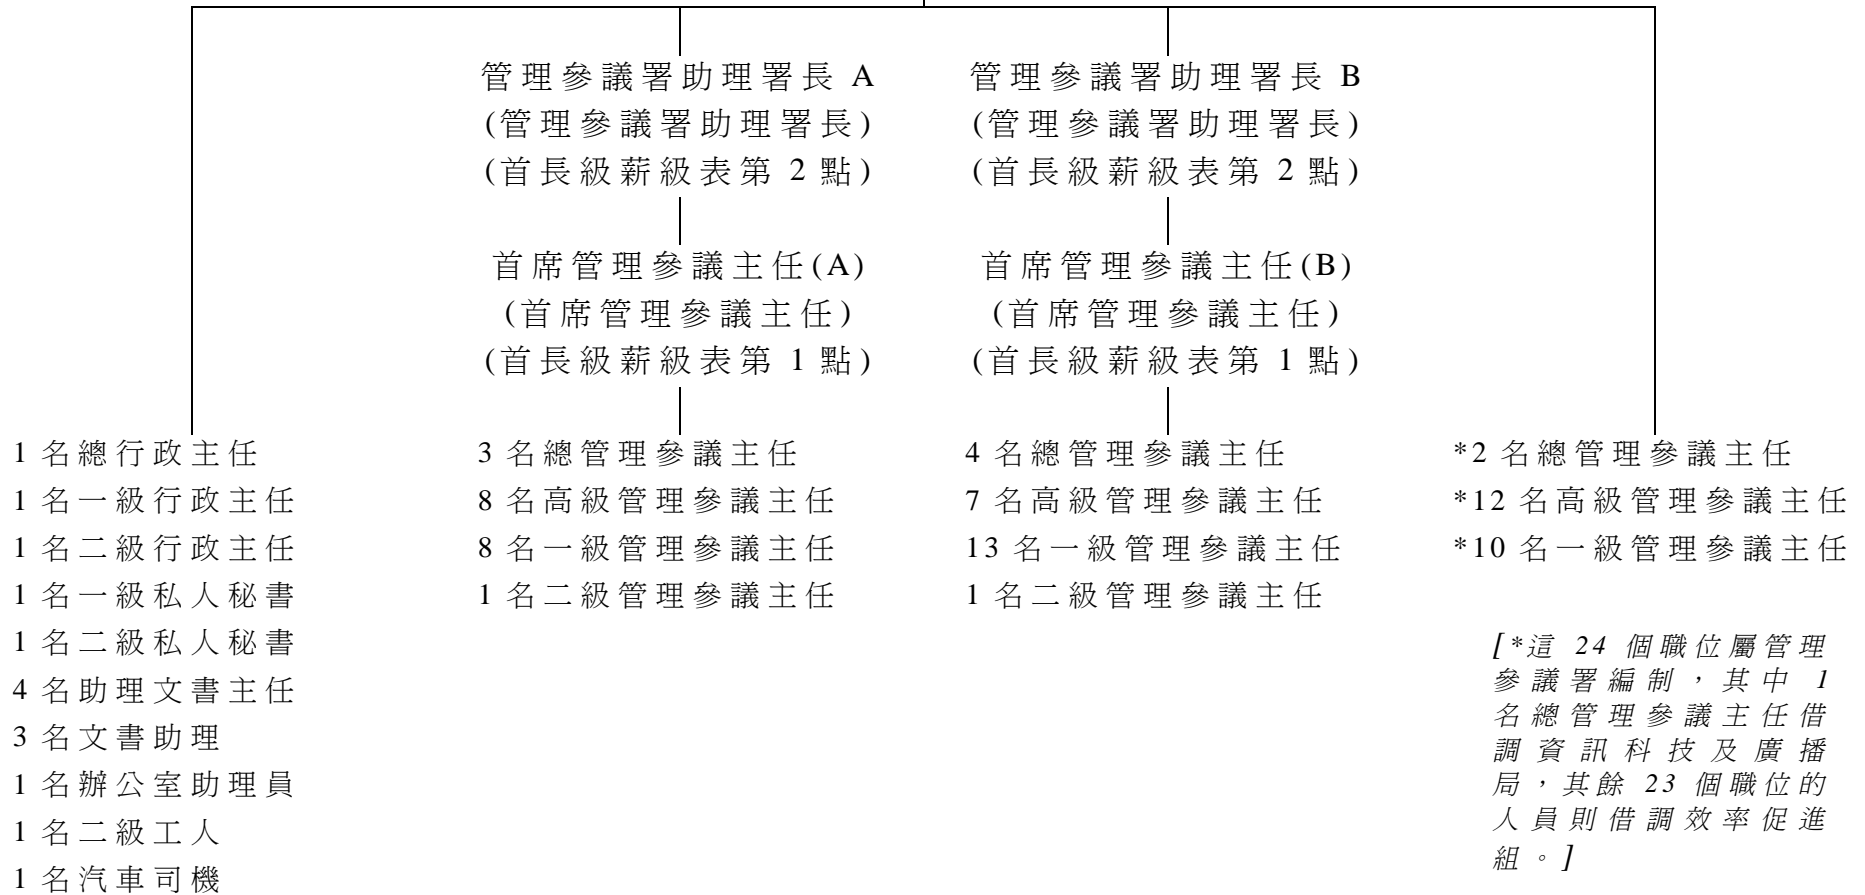 管理參議署助理署長 A
(管理參議署助理署長)
(首長級薪級表第 2 點)
管理參議署助理署長 B
(管理參議署助理署長)
(首長級薪級表第 2 點)
首席管理參議主任(A)
(首席管理參議主任)
(首長級薪級表第 1 點)
首席管理參議主任(B)
(首席管理參議主任)
(首長級薪級表第 1 點)
1 名總行政主任
1 名一級行政主任
1 名二級行政主任
1 名一級私人秘書
1 名二級私人秘書
4 名助理文書主任
3 名文書助理
1 名辦公室助理員
1 名二級工人
1 名汽車司機
3 名總管理參議主任
8 名高級管理參議主任
8 名一級管理參議主任
1 名二級管理參議主任
4 名總管理參議主任
7 名高級管理參議主任
13 名一級管理參議主任
1 名二級管理參議主任
*2 名總管理參議主任
*12 名高級管理參議主任
*10 名一級管理參議主任
[*這 24 個職位屬管理
參議署編制，其中 1
名總管理參議主任借
調資訊科技及廣播
局，其餘 23 個職位的
人員則借調效率促進
組。]